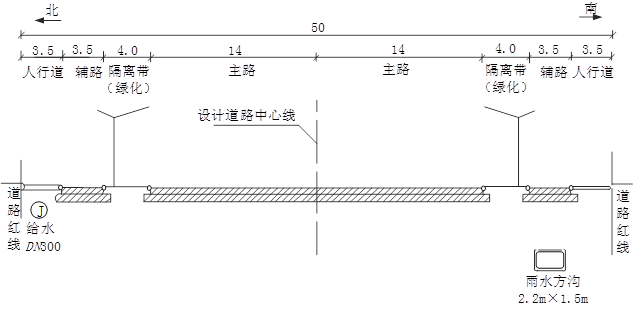 北
南
50
3.5 3.5 4.0 14 14 4.0 3.5 3.5
人行道 辅路 隔离带 主路 主路 隔离带 辅路 人行道
（绿化） （绿化）
设计道路中心线
道路红线
道路红线
J
给水
DN300
雨水方沟
2.2m×1.5m